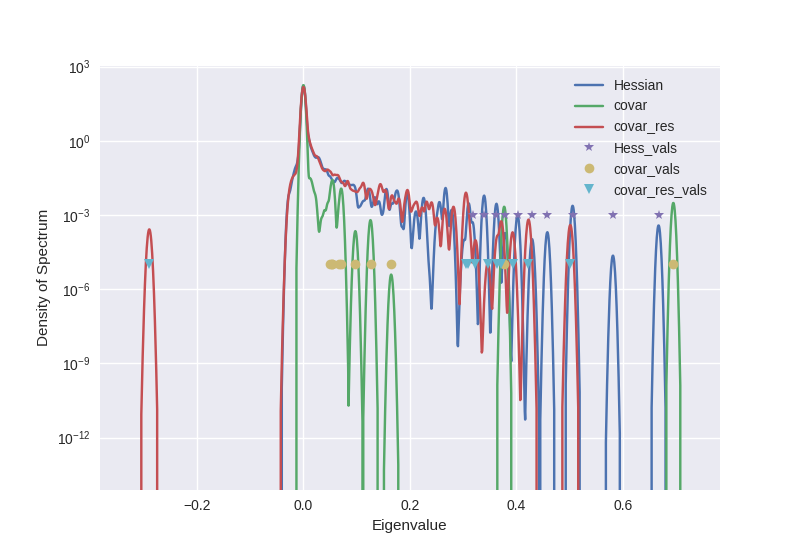 10^3
10^0
10^−3
10^−6
10^−9
10^−12
Density of Spectrum
Hessian
covar
covar_res
Hess_vals
covar_vals
covar_res_vals
−0.2 0.0 0.2 0.4 0.6
Eigenvalue